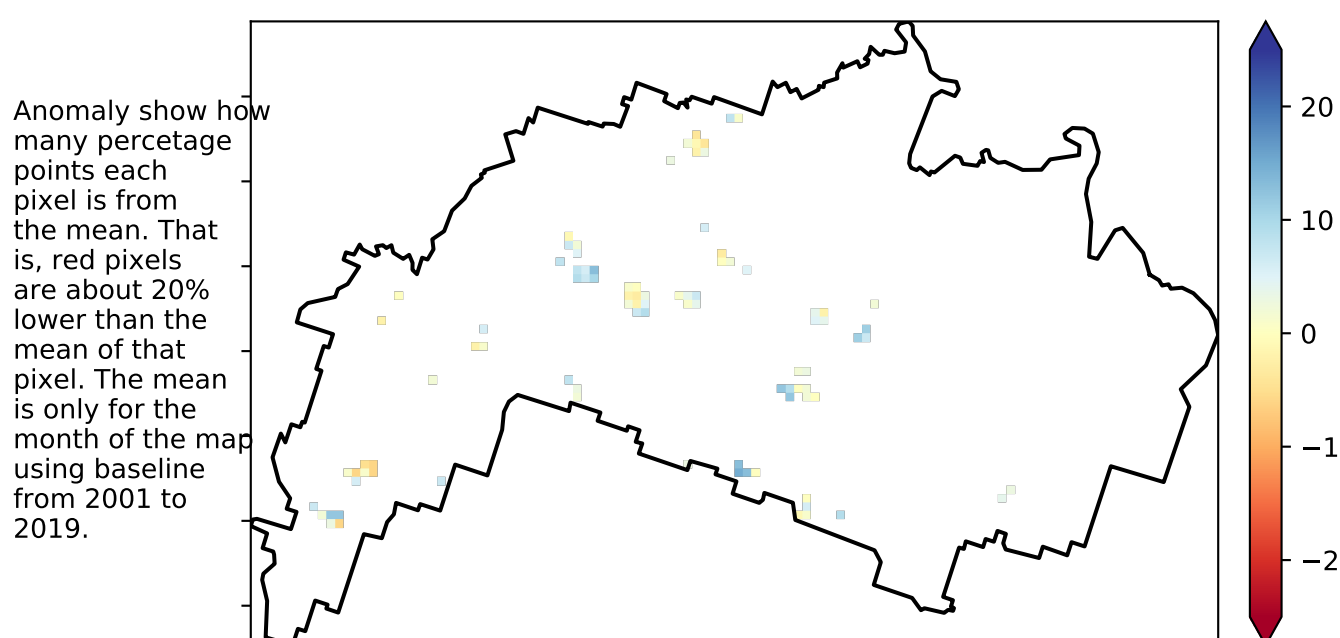 Anomaly show how
many percetage
points each
pixel is from
the mean. That
is, red pixels
are about 20%
lower than the
mean of that
pixel. The mean
is only for the
month of the map
using baseline
from 2001 to
2019.
20
10
0
−1
−2